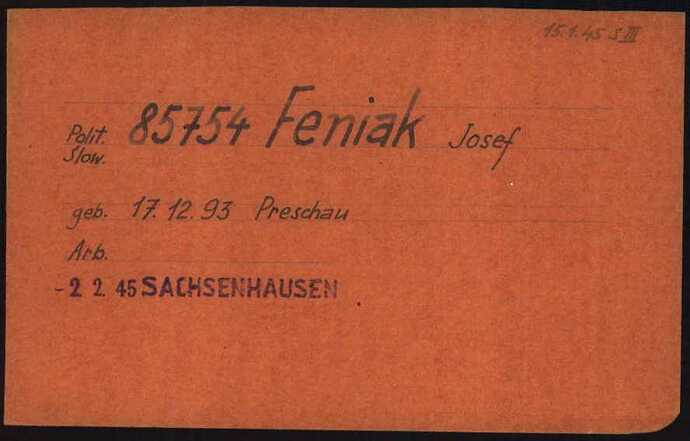 15.1.45 S III
Polit. 85754 Feniak Josef
Slow.
geb. 17.12.93 Preschau
Arb.
- 2 2. 45 SACHSENHAUSEN